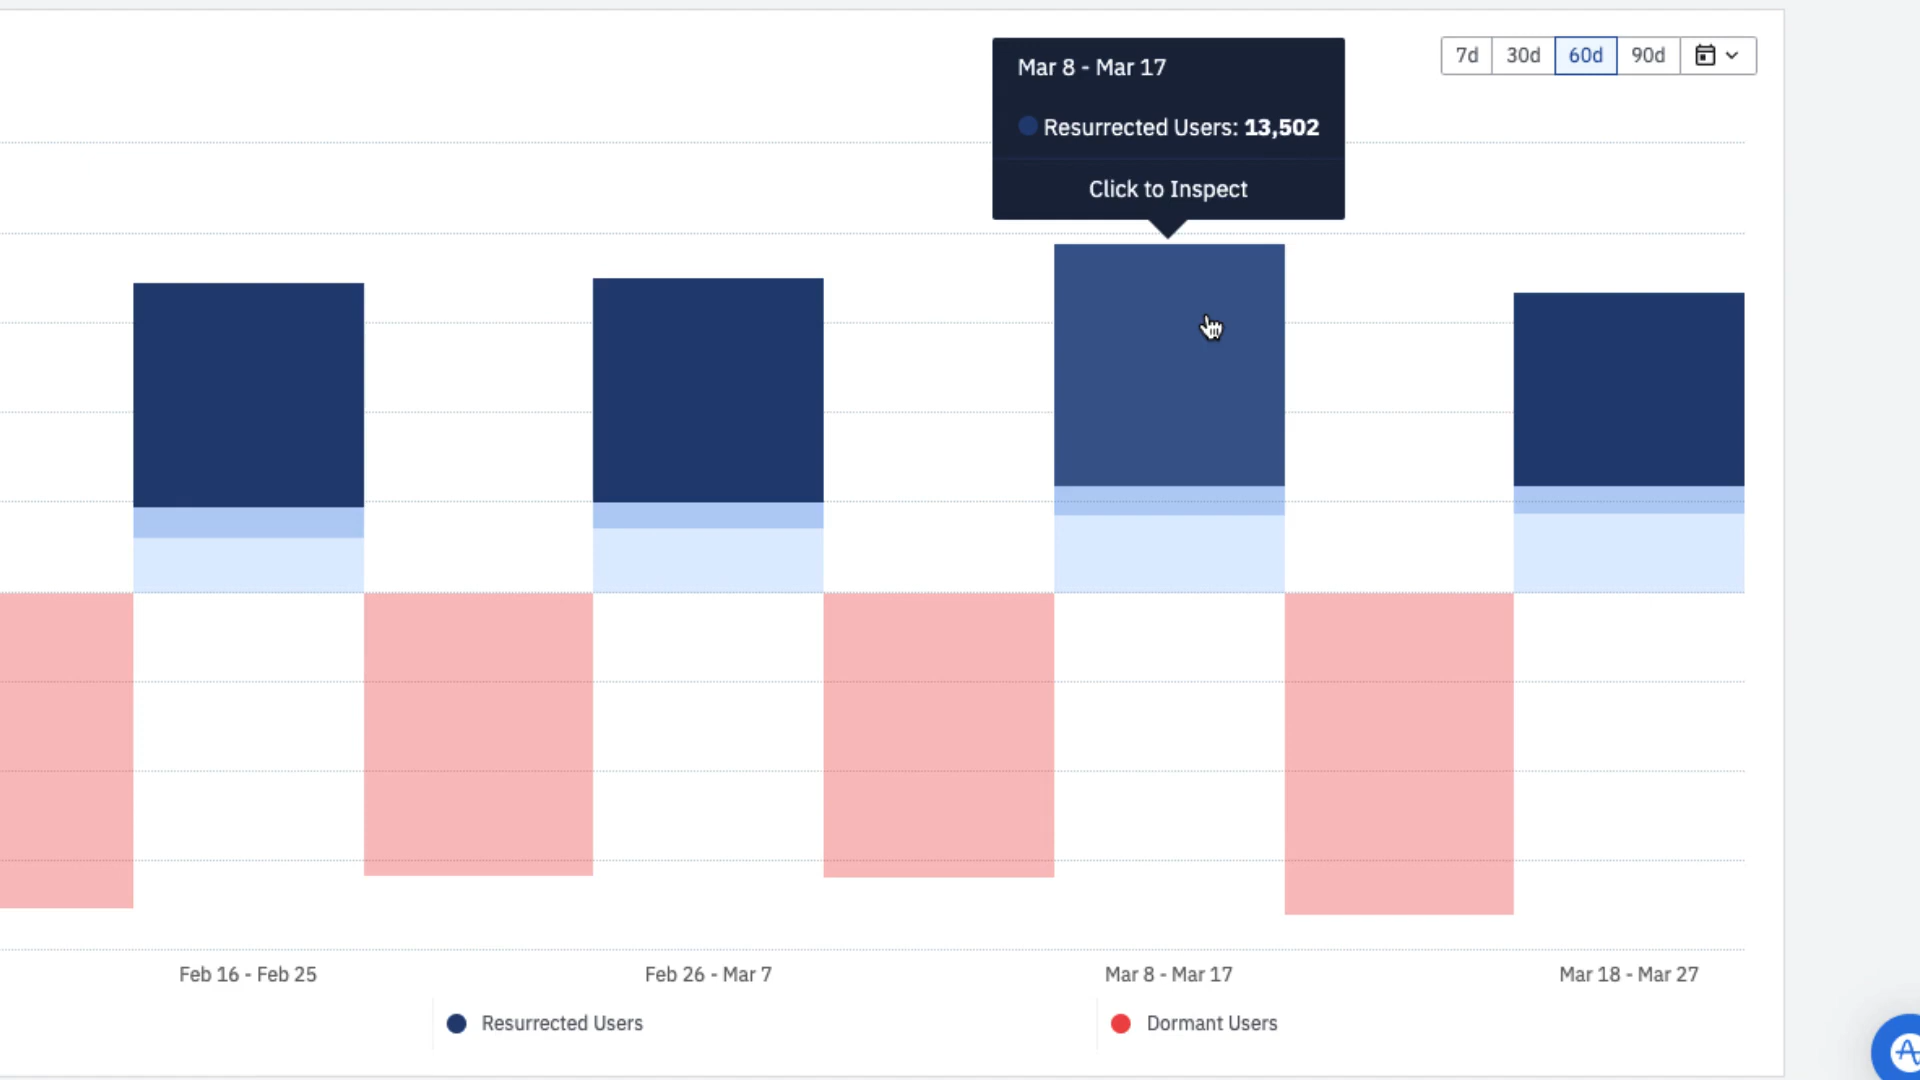 7d 30d 60d 90d
Mar 8 - Mar 17
Resurrected Users: 13,502
Click to Inspect
Feb 16 - Feb 25 Feb 26 - Mar 7 Mar 8 - Mar 17 Mar 18 - Mar 27
Resurrected Users Dormant Users